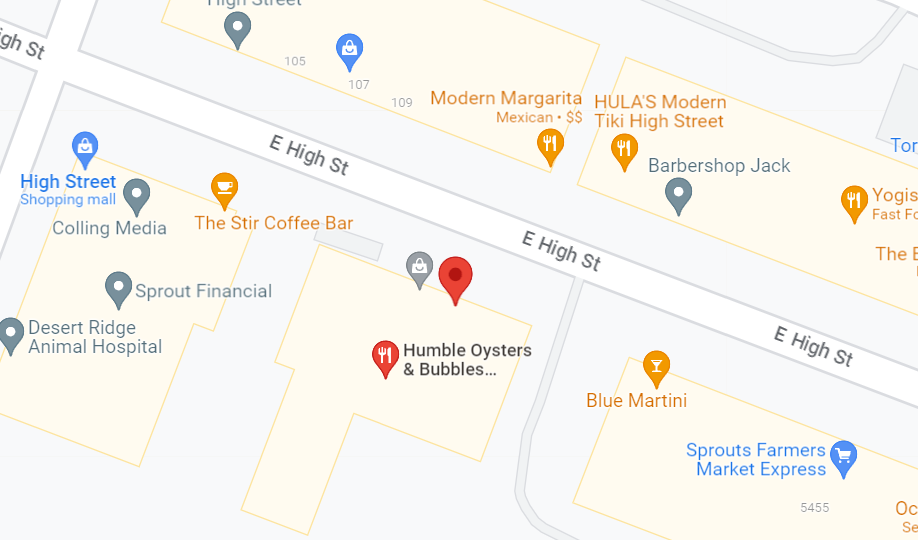 High Street
High St
105
107
109
Modern Margarita
Mexican • $$
HULA'S Modern
Tiki High Street
E High St
Barbershop Jack
High Street
Shopping mall
Colling Media
The Stir Coffee Bar
Yogis
Fast Fo
E High St
The E
Sprout Financial
Desert Ridge
Animal Hospital
Humble Oysters
& Bubbles...
E High St
Blue Martini
Sprouts Farmers
Market Express
5455
Oc
Se